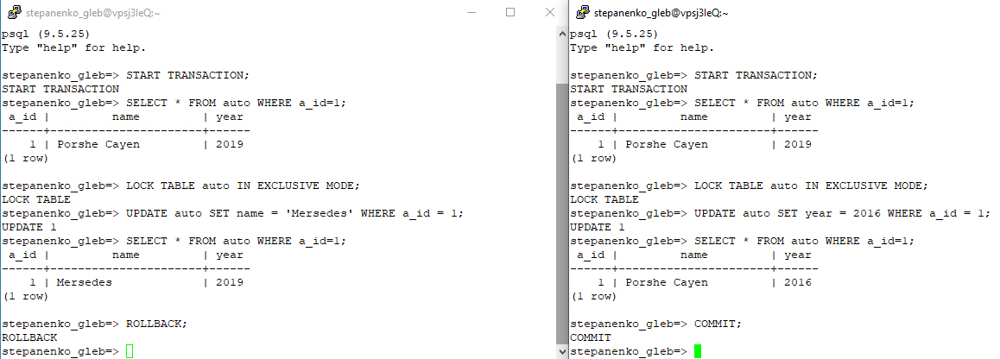 stepanenko_gleb@vpsj3leQ:~
psql (9.5.25)
Type "help" for help.
stepanenko_gleb=> START TRANSACTION;
START TRANSACTION
stepanenko_gleb=> SELECT * FROM auto WHERE a_id=1;
 a_id |         name         | year
------+----------------------+------
    1 | Porshe Cayen         | 2019
(1 row)
stepanenko_gleb=> LOCK TABLE auto IN EXCLUSIVE MODE;
LOCK TABLE
stepanenko_gleb=> UPDATE auto SET name = 'Mersedes' WHERE a_id = 1;
UPDATE 1
stepanenko_gleb=> SELECT * FROM auto WHERE a_id=1;
 a_id |         name         | year
------+----------------------+------
    1 | Mersedes             | 2019
(1 row)
stepanenko_gleb=> ROLLBACK;
ROLLBACK
stepanenko_gleb=>
stepanenko_gleb@vpsj3leQ:~
psql (9.5.25)
Type "help" for help.
stepanenko_gleb=> START TRANSACTION;
START TRANSACTION
stepanenko_gleb=> SELECT * FROM auto WHERE a_id=1;
 a_id |         name         | year
------+----------------------+------
    1 | Porshe Cayen         | 2019
(1 row)
stepanenko_gleb=> LOCK TABLE auto IN EXCLUSIVE MODE;
LOCK TABLE
stepanenko_gleb=> UPDATE auto SET year = 2016 WHERE a_id = 1;
UPDATE 1
stepanenko_gleb=> SELECT * FROM auto WHERE a_id=1;
 a_id |         name         | year
------+----------------------+------
    1 | Porshe Cayen         | 2016
(1 row)
stepanenko_gleb=> COMMIT;
COMMIT
stepanenko_gleb=>